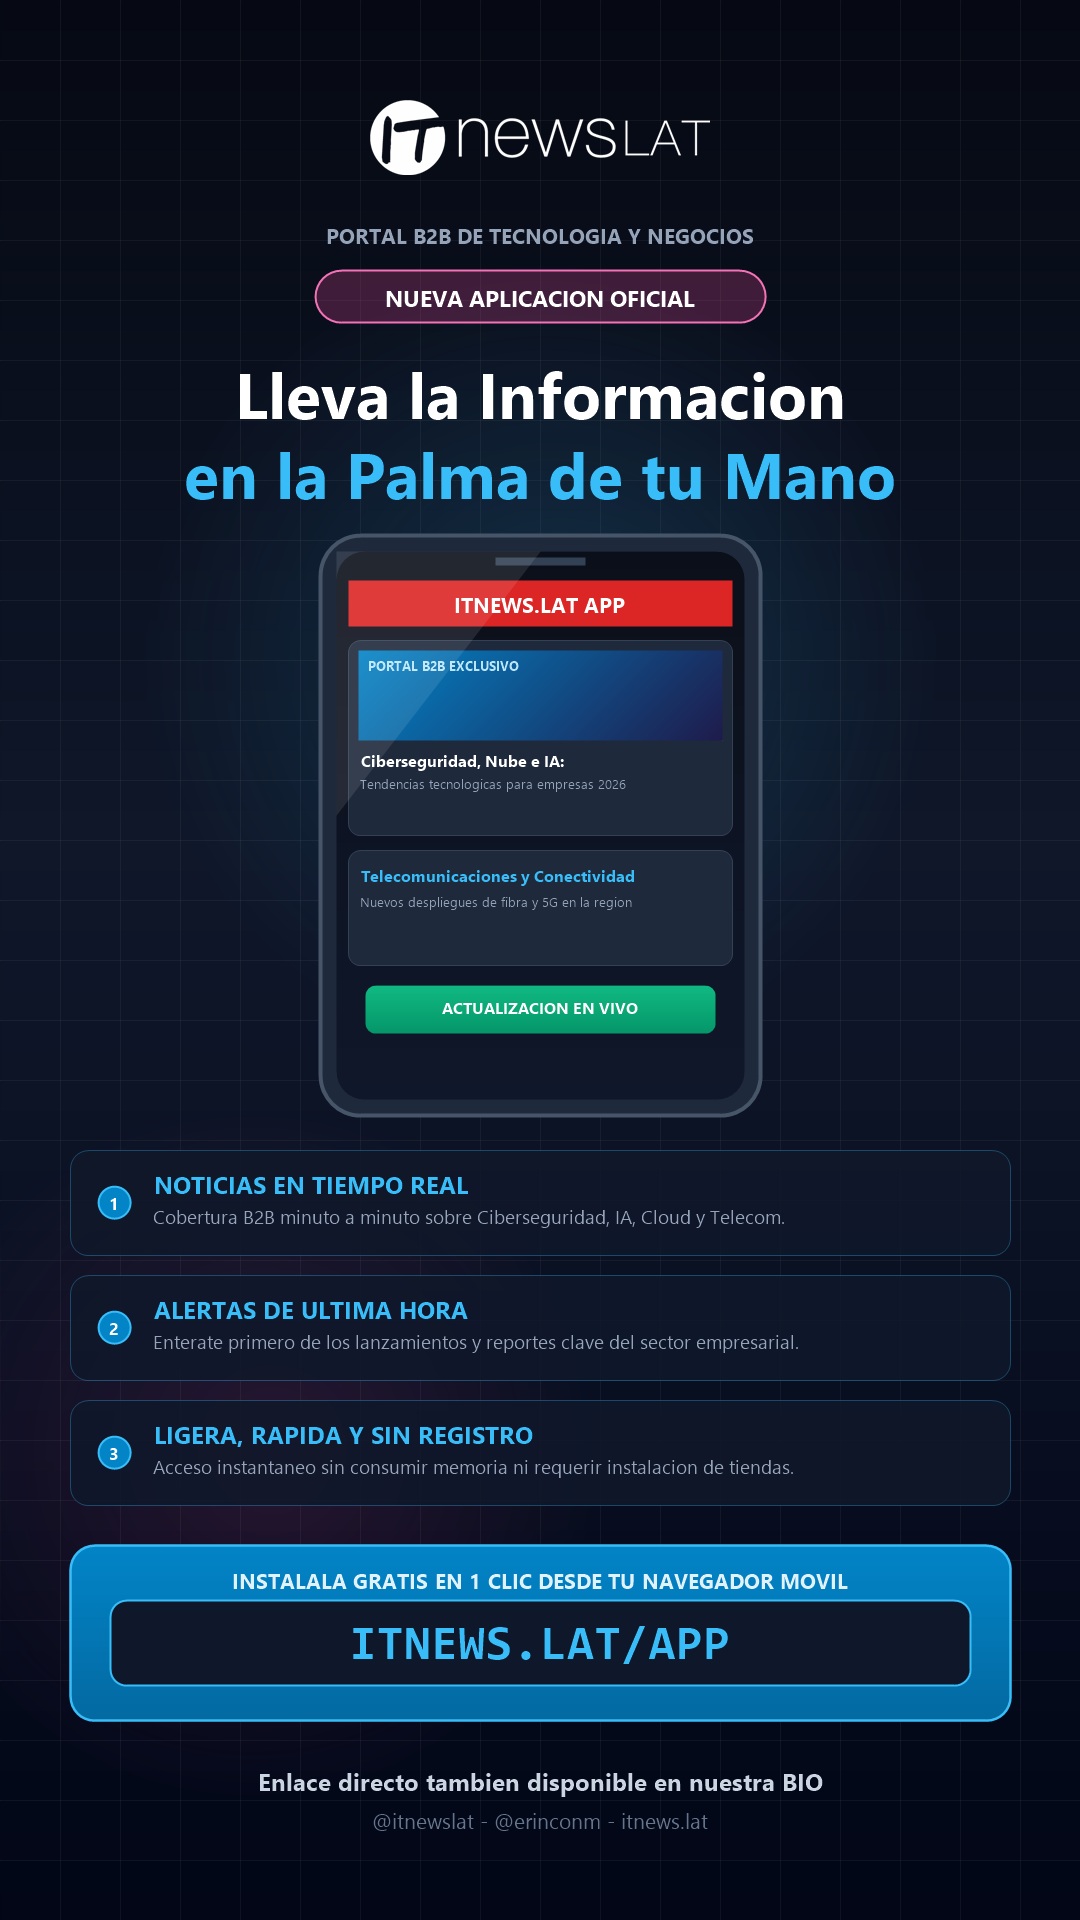 IT newsLAT
PORTAL B2B DE TECNOLOGIA Y NEGOCIOS
NUEVA APLICACION OFICIAL
Lleva la Informacion
en la Palma de tu Mano
ITNEWS.LAT APP
PORTAL B2B EXCLUSIVO
Ciberseguridad, Nube e IA:
Tendencias tecnologicas para empresas 2026
Telecomunicaciones y Conectividad
Nuevos despliegues de fibra y 5G en la region
ACTUALIZACION EN VIVO
1
NOTICIAS EN TIEMPO REAL
Cobertura B2B minuto a minuto sobre Ciberseguridad, IA, Cloud y Telecom.
2
ALERTAS DE ULTIMA HORA
Enterate primero de los lanzamientos y reportes clave del sector empresarial.
3
LIGERA, RAPIDA Y SIN REGISTRO
Acceso instantaneo sin consumir memoria ni requerir instalacion de tiendas.
INSTALALA GRATIS EN 1 CLIC DESDE TU NAVEGADOR MOVIL
ITNEWS.LAT/APP
Enlace directo tambien disponible en nuestra BIO
@itnewslat - @erinconm - itnews.lat